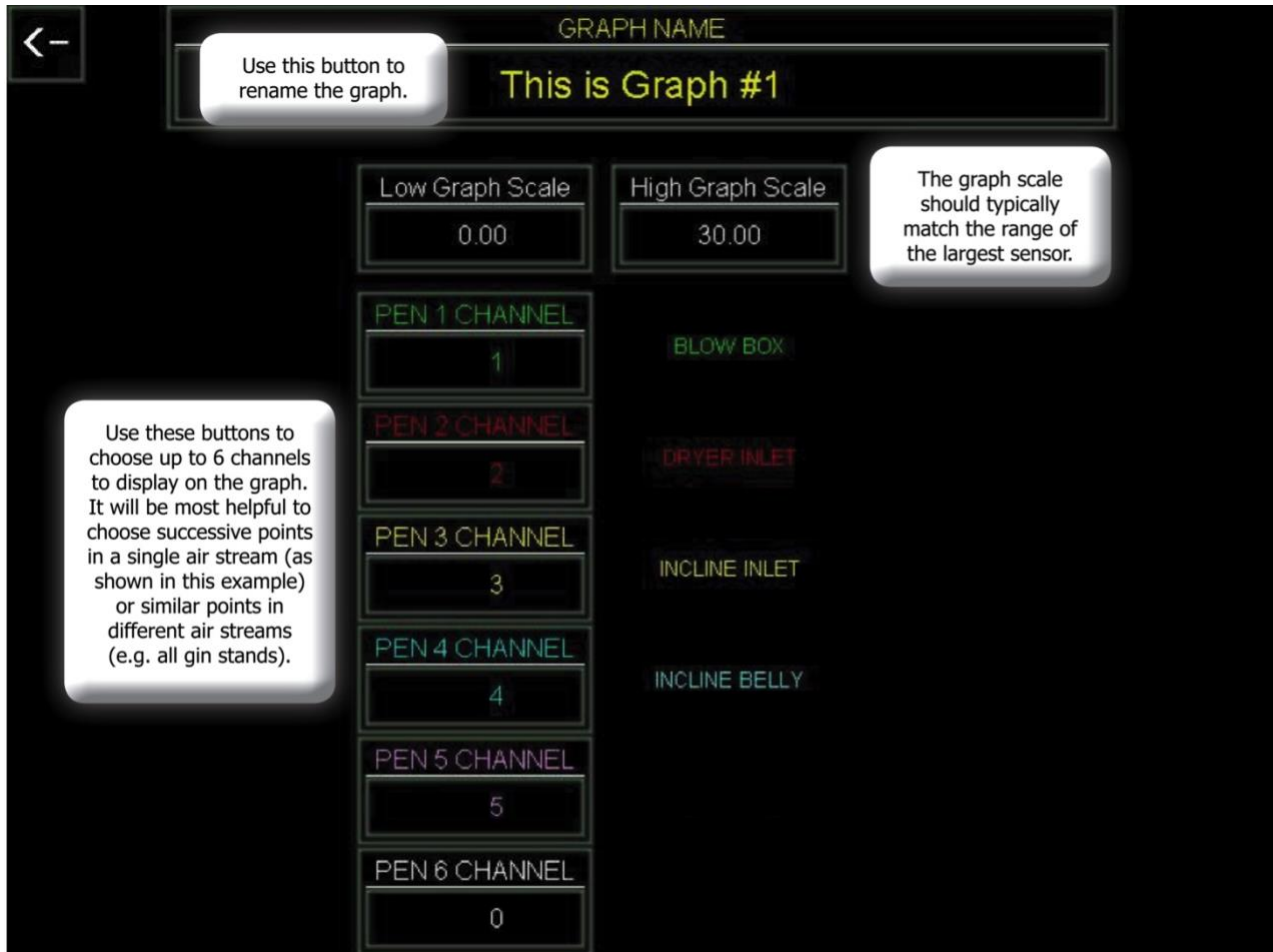 <-
GRAPH NAME
Use this button to
rename the graph.
This is Graph #1
Low Graph Scale
0.00
High Graph Scale
30.00
The graph scale
should typically
match the range of
the largest sensor.
PEN 1 CHANNEL
1
BLOW BOX
PEN 2 CHANNEL
2
DRYER INLET
PEN 3 CHANNEL
3
INCLINE INLET
PEN 4 CHANNEL
4
INCLINE BELLY
PEN 5 CHANNEL
5
PEN 6 CHANNEL
0
Use these buttons to
choose up to 6 channels
to display on the graph.
It will be most helpful to
choose successive points
in a single air stream (as
shown in this example)
or similar points in
different air streams
(e.g. all gin stands).